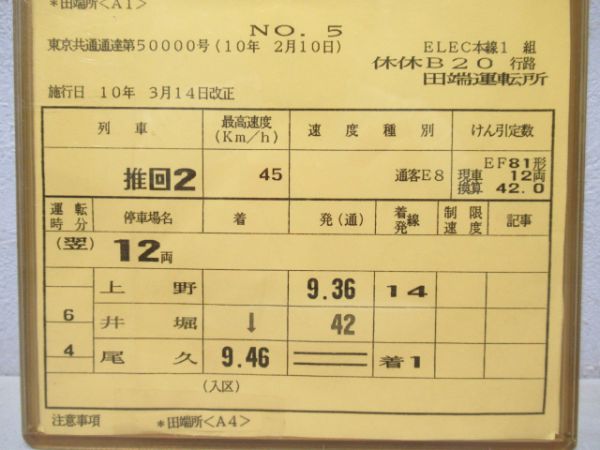 *田端所<A1>
NO. 5
東京共通通達第50000号(10年 2月10日)
ELEC本線1 組
休休B20 行路
田端運転所
施行日 10年 3月14日改正
列車 最高速度(Km/h) 速度種別 けん引定数
推回2 45 通客E8 EF81形
現車 12両
換算 42.0
運転時分 停車場名 着 発(通) 着発線 制限速度 記事
(翌) 12両
上野 9.36 14
6 井堀 ↓ 42
4 尾久 9.46 着1
(入区)
注意事項 *田端所<A4>